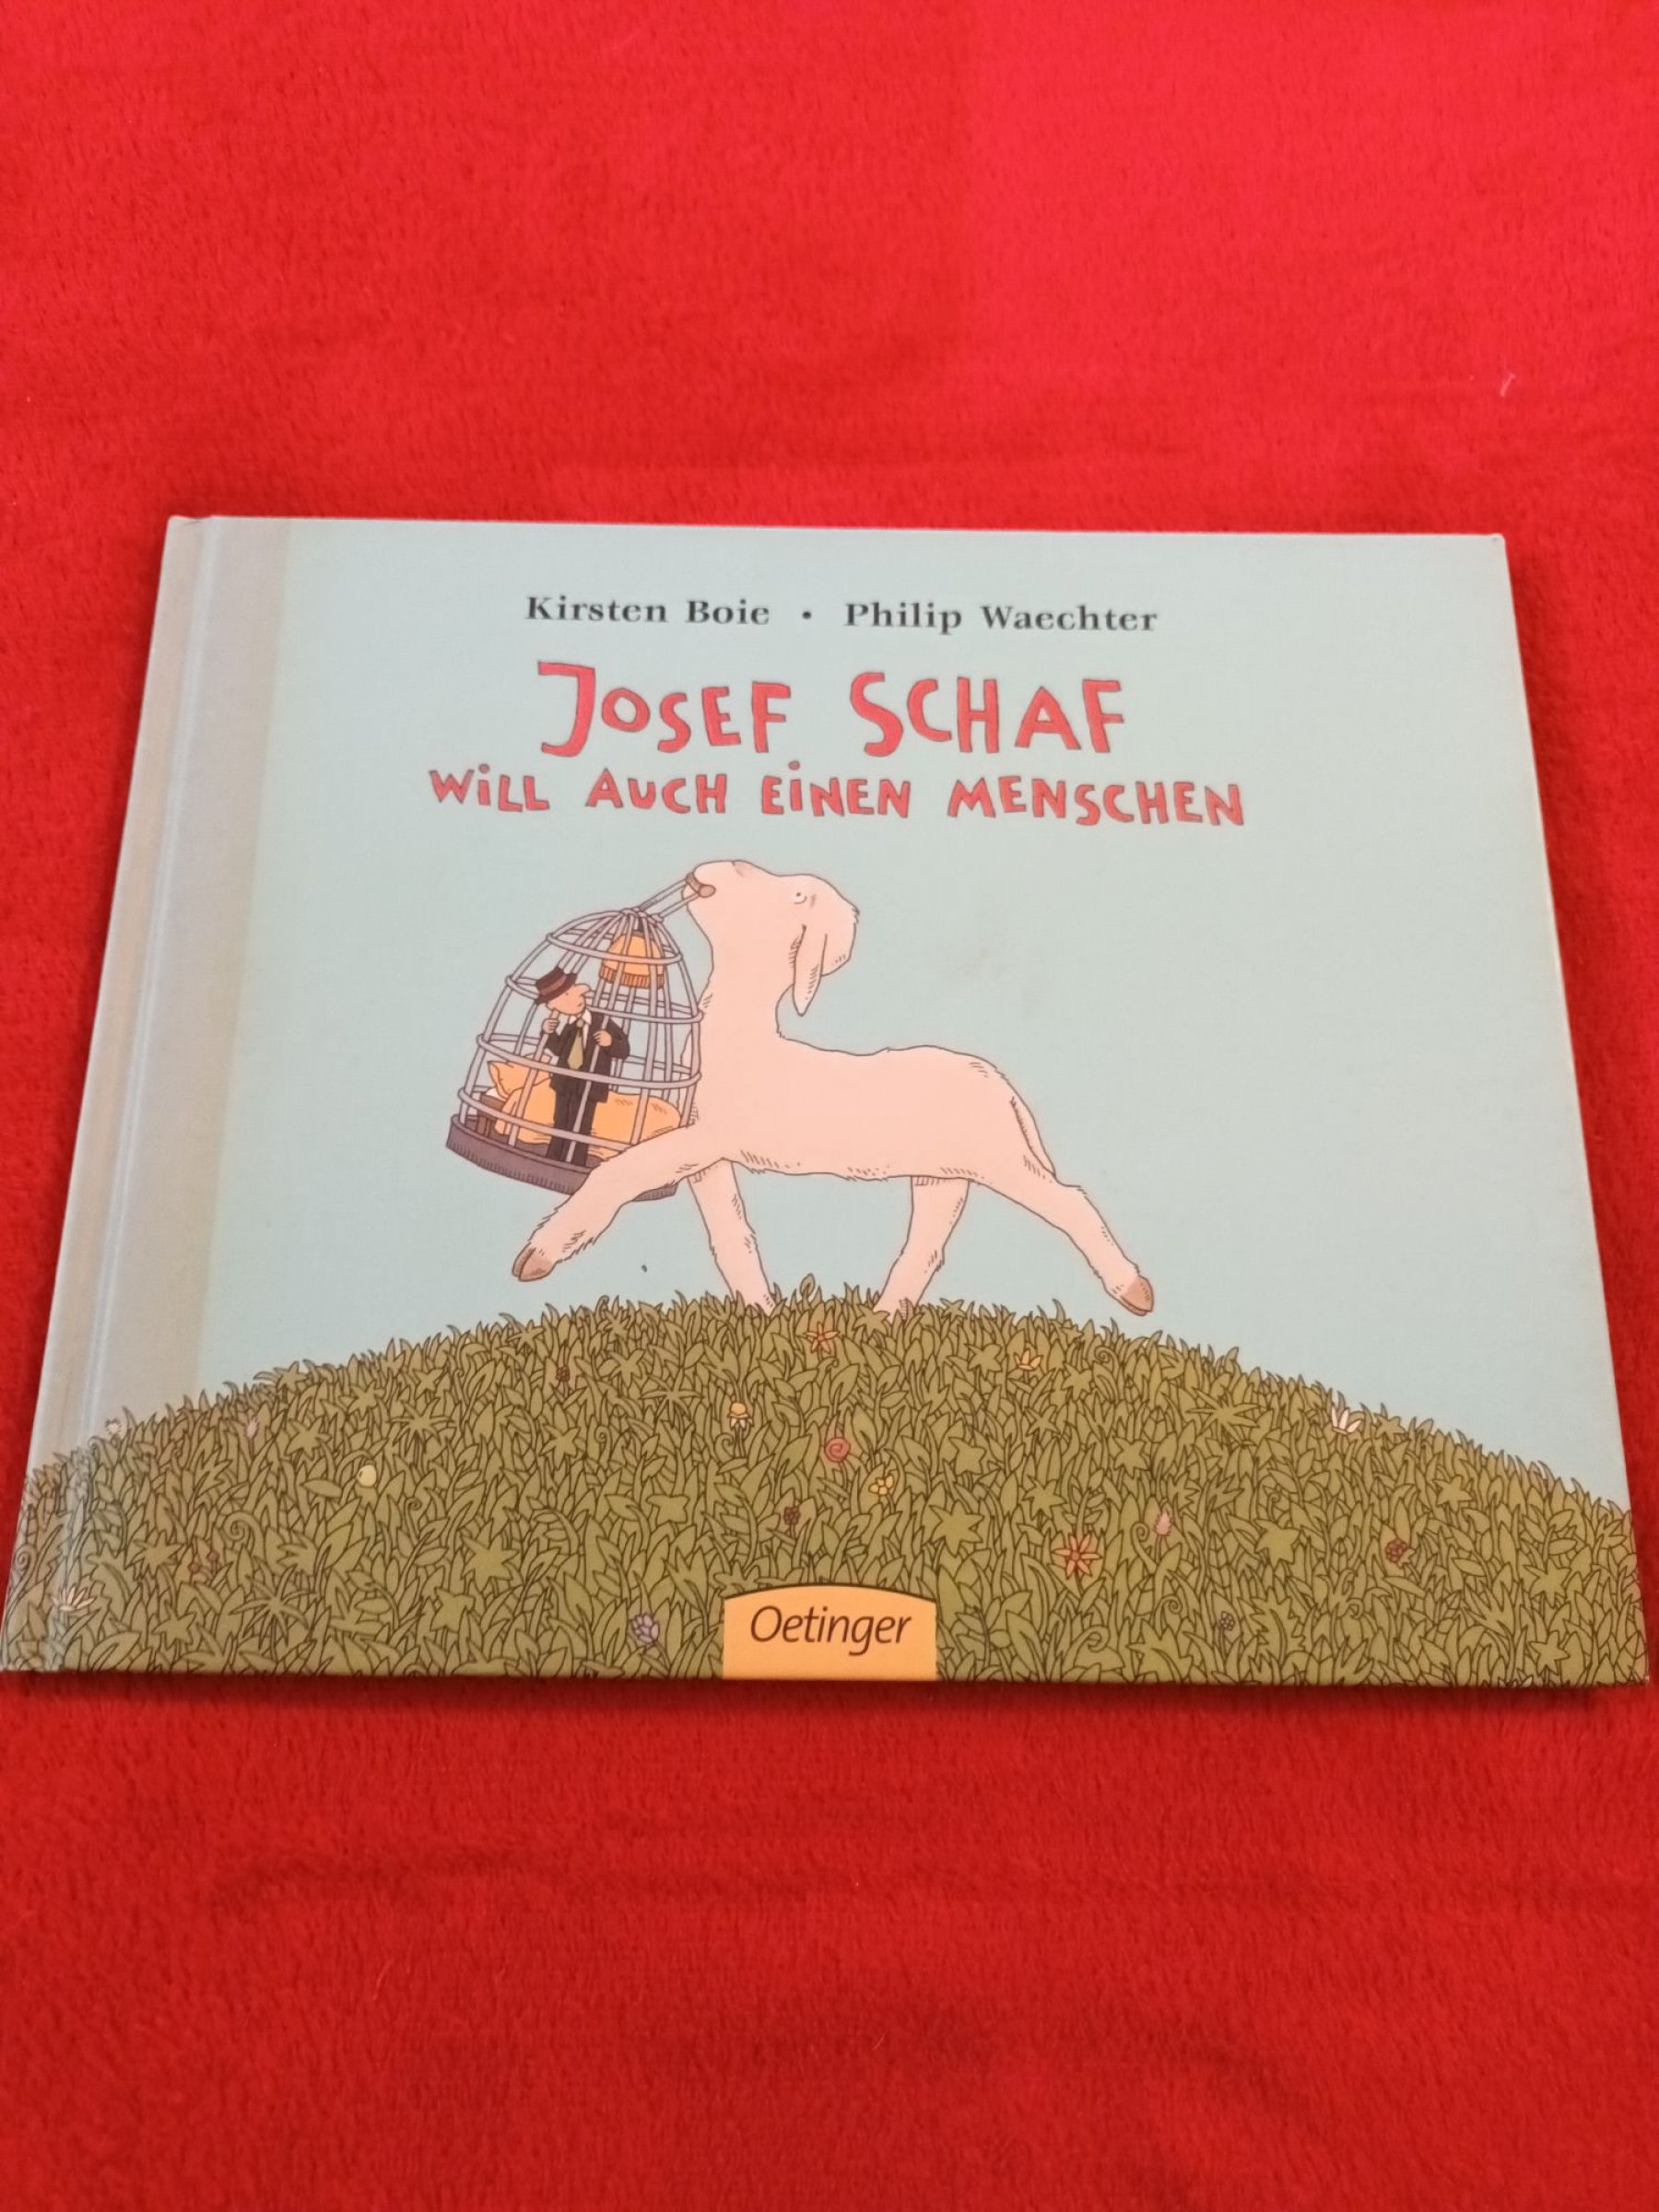 Kirsten Boie • Philip Waechter
JOSEF SCHAF
WiLL AUCH EiNEN MENSCHEN
Oetinger